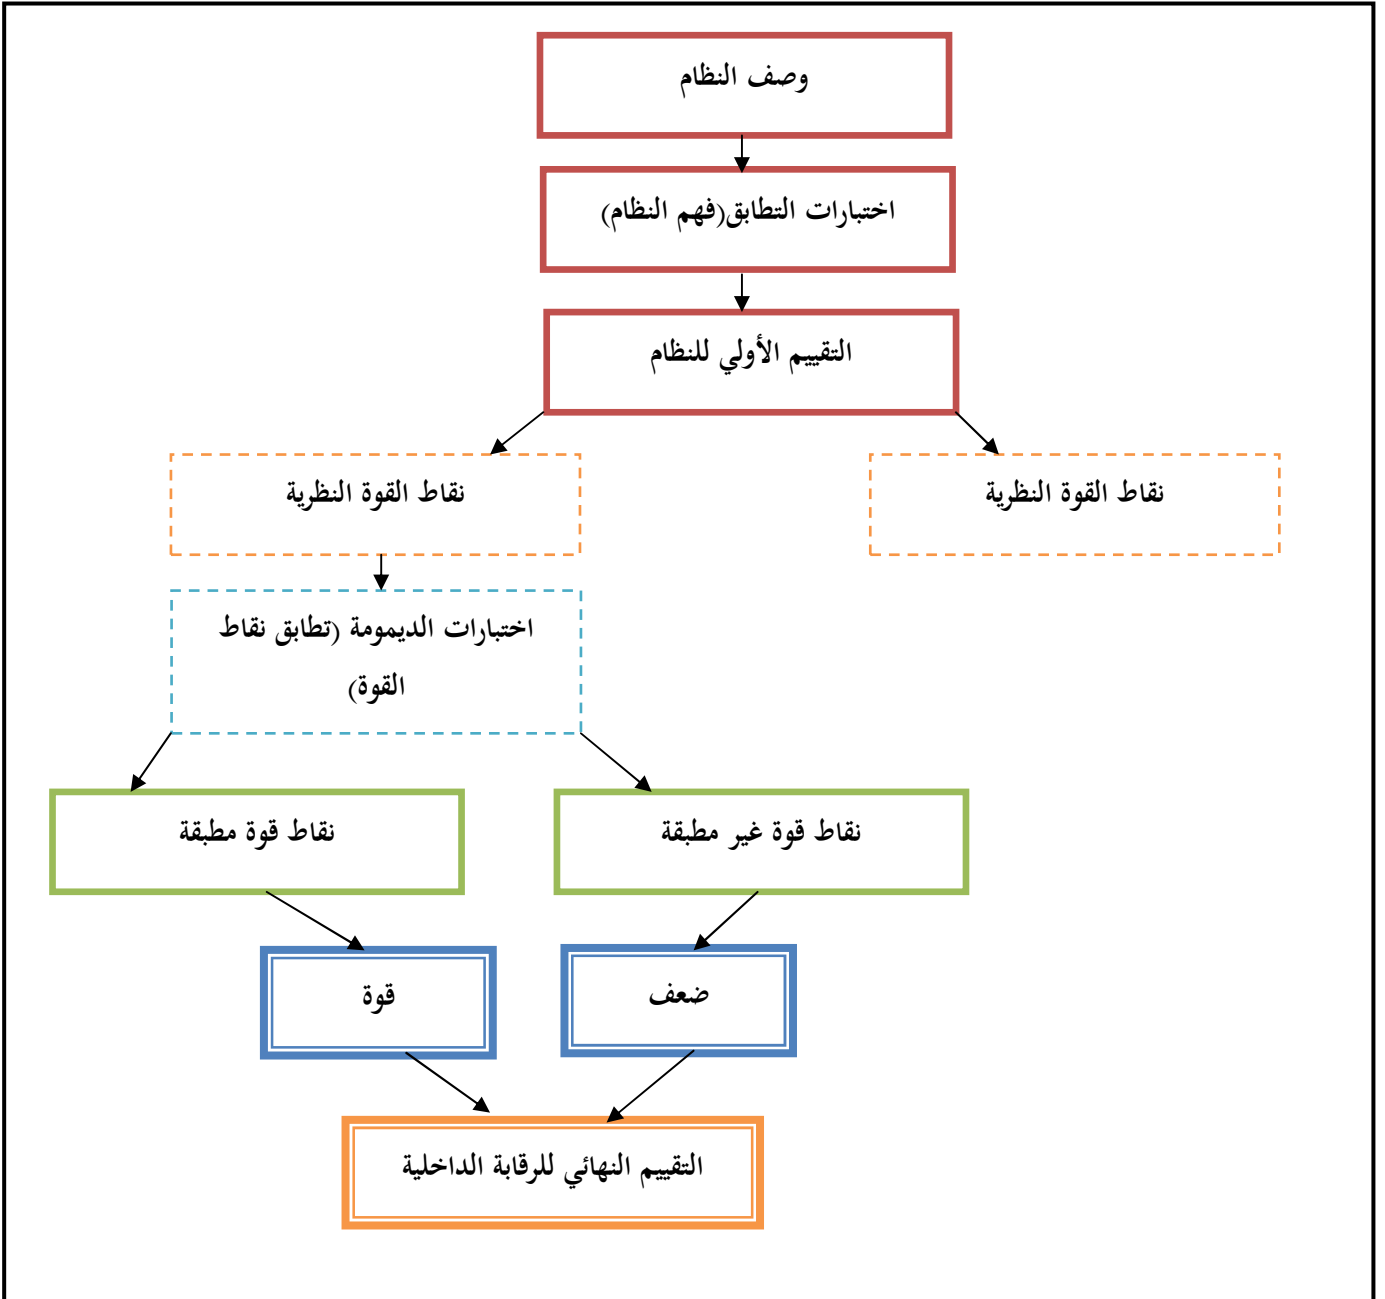 وصف النظام
اختبارات التطابق(فهم النظام)
التقييم الأولي للنظام
نقاط القوة النظرية
نقاط القوة النظرية
اختبارات الديمومة (تطابق نقاط
القوة)
نقاط قوة غير مطبقة
نقاط قوة مطبقة
ضعف
قوة
التقييم النهائي للرقابة الداخلية